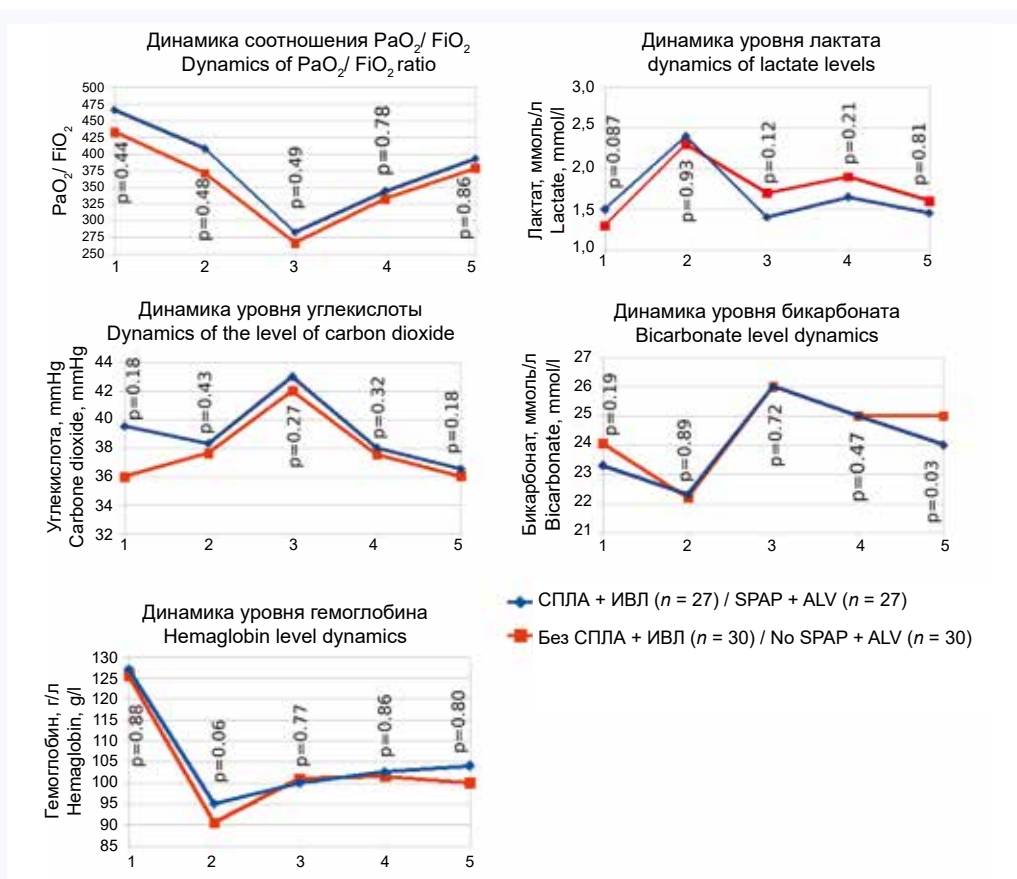 Динамика соотношения PaO2/ FiO2
Dynamics of PaO2/ FiO2 ratio
PaO2/ FiO2
500
475
450
425
400
375
350
325
300
275
250
p=0.44
p=0.48
p=0.49
p=0.78
p=0.86
1 2 3 4 5
Динамика уровня лактата
dynamics of lactate levels
Лактат, ммоль/л
Lactate, mmol/l
3,0
2,5
2,0
1,5
1,0
p=0.087
p=0.93
p=0.12
p=0.21
p=0.81
1 2 3 4 5
Динамика уровня углекислоты
Dynamics of the level of carbon dioxide
Углекислота, mmHg
Carbone dioxide, mmHg
44
42
40
38
36
34
32
p=0.18
p=0.43
p=0.27
p=0.32
p=0.18
1 2 3 4 5
Динамика уровня бикарбоната
Bicarbonate level dynamics
Бикарбонат, ммоль/л
Bicarbonate, mmol/l
27
26
25
24
23
22
21
p=0.19
p=0.89
p=0.72
p=0.47
p=0.03
1 2 3 4 5
СПЛА + ИВЛ (n = 27) / SPAP + ALV (n = 27)
Без СПЛА + ИВЛ (n = 30) / No SPAP + ALV (n = 30)
Динамика уровня гемоглобина
Hemaglobin level dynamics
Гемоглобин, г/л
Hemaglobin, g/l
130
125
120
115
110
105
100
95
90
85
p=0.88
p=0.06
p=0.77
p=0.86
p=0.80
1 2 3 4 5